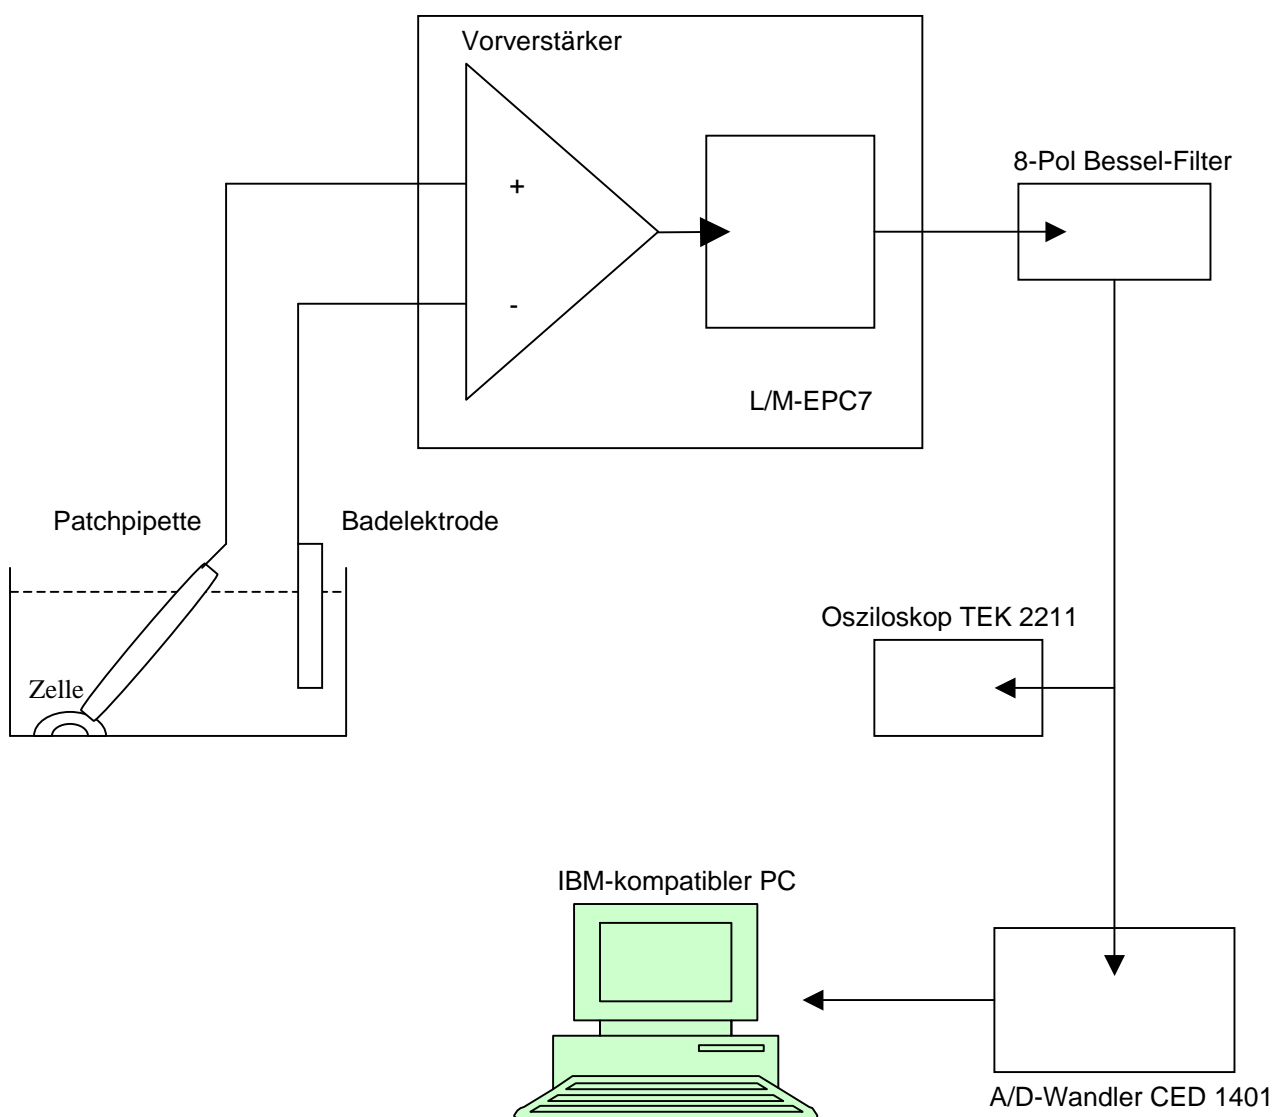 Vorverstärker
8-Pol Bessel-Filter
+
-
L/M-EPC7
Patchpipette
Badelektrode
Osziloskop TEK 2211
Zelle
IBM-kompatibler PC
A/D-Wandler CED 1401